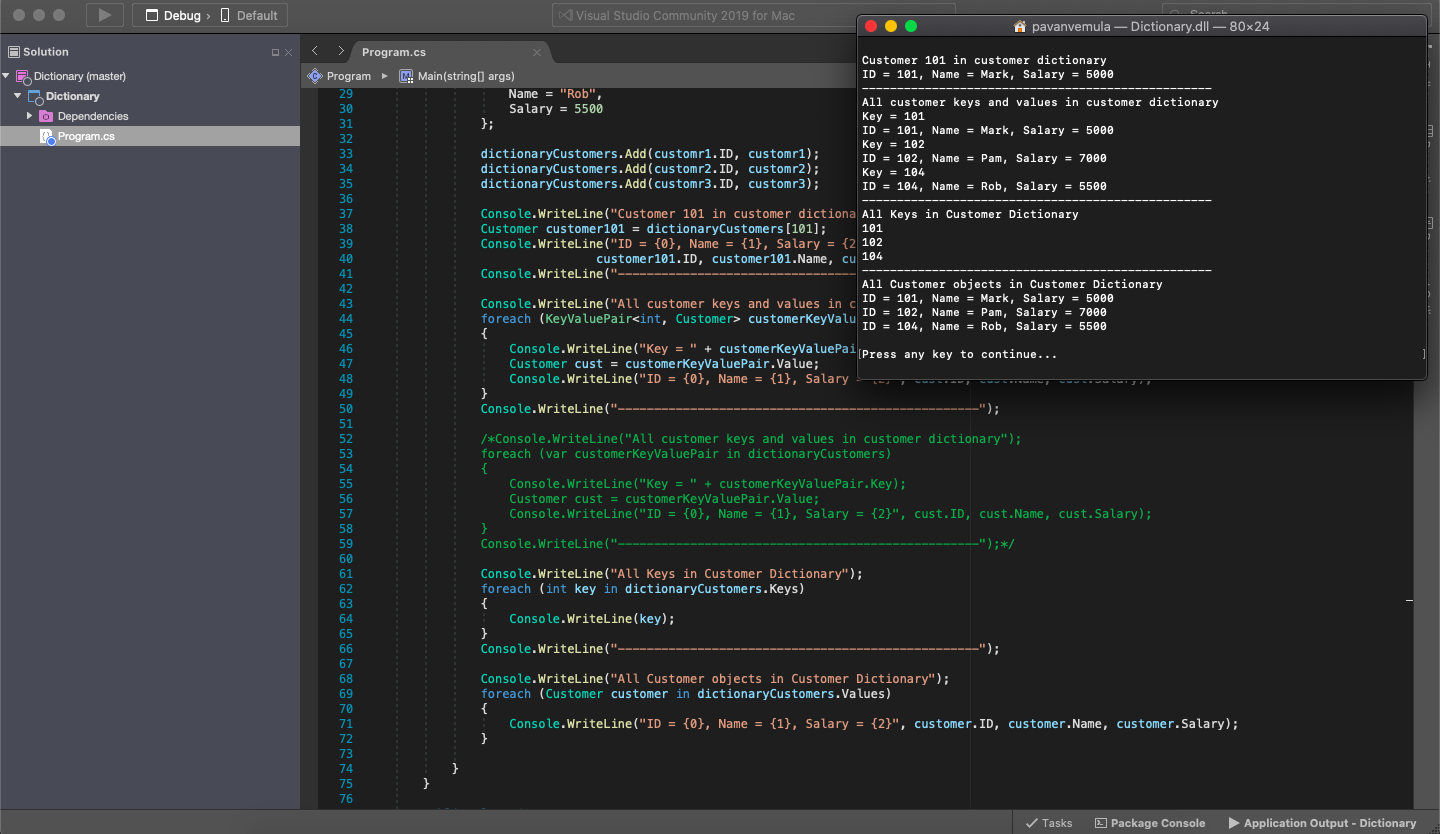 Debug › Default
Visual Studio Community 2019 for Mac
Solution
Dictionary (master)
Dictionary
Dependencies
Program.cs
Program.cs
Program
Main(string[] args)
29 Name = "Rob",
30 Salary = 5500
31 };
32
33 dictionaryCustomers.Add(customr1.ID, customr1);
34 dictionaryCustomers.Add(customr2.ID, customr2);
35 dictionaryCustomers.Add(customr3.ID, customr3);
36
37 Console.WriteLine("Customer 101 in customer dictiona
38 Customer customer101 = dictionaryCustomers[101];
39 Console.WriteLine("ID = {0}, Name = {1}, Salary = {2
40 customer101.ID, customer101.Name, cu
41 Console.WriteLine("----------------------------------
42
43 Console.WriteLine("All customer keys and values in c
44 foreach (KeyValuePair<int, Customer> customerKeyValu
45 {
46 Console.WriteLine("Key = " + customerKeyValuePai
47 Customer cust = customerKeyValuePair.Value;
48 Console.WriteLine("ID = {0}, Name = {1}, Salary = {2}", cust.ID, cust.Name, cust.Salary);
49 }
50 Console.WriteLine("--------------------------------------------------");
51
52 /*Console.WriteLine("All customer keys and values in customer dictionary");
53 foreach (var customerKeyValuePair in dictionaryCustomers)
54 {
55 Console.WriteLine("Key = " + customerKeyValuePair.Key);
56 Customer cust = customerKeyValuePair.Value;
57 Console.WriteLine("ID = {0}, Name = {1}, Salary = {2}", cust.ID, cust.Name, cust.Salary);
58 }
59 Console.WriteLine("--------------------------------------------------");*/
60
61 Console.WriteLine("All Keys in Customer Dictionary");
62 foreach (int key in dictionaryCustomers.Keys)
63 {
64 Console.WriteLine(key);
65 }
66 Console.WriteLine("--------------------------------------------------");
67
68 Console.WriteLine("All Customer objects in Customer Dictionary");
69 foreach (Customer customer in dictionaryCustomers.Values)
70 {
71 Console.WriteLine("ID = {0}, Name = {1}, Salary = {2}", customer.ID, customer.Name, customer.Salary);
72 }
73
74 }
75 }
76
pavanvemula — Dictionary.dll — 80×24
Customer 101 in customer dictionary
ID = 101, Name = Mark, Salary = 5000
--------------------------------------------------
All customer keys and values in customer dictionary
Key = 101
ID = 101, Name = Mark, Salary = 5000
Key = 102
ID = 102, Name = Pam, Salary = 7000
Key = 104
ID = 104, Name = Rob, Salary = 5500
--------------------------------------------------
All Keys in Customer Dictionary
101
102
104
--------------------------------------------------
All Customer objects in Customer Dictionary
ID = 101, Name = Mark, Salary = 5000
ID = 102, Name = Pam, Salary = 7000
ID = 104, Name = Rob, Salary = 5500
[Press any key to continue... ]
Tasks
Package Console
Application Output - Dictionary